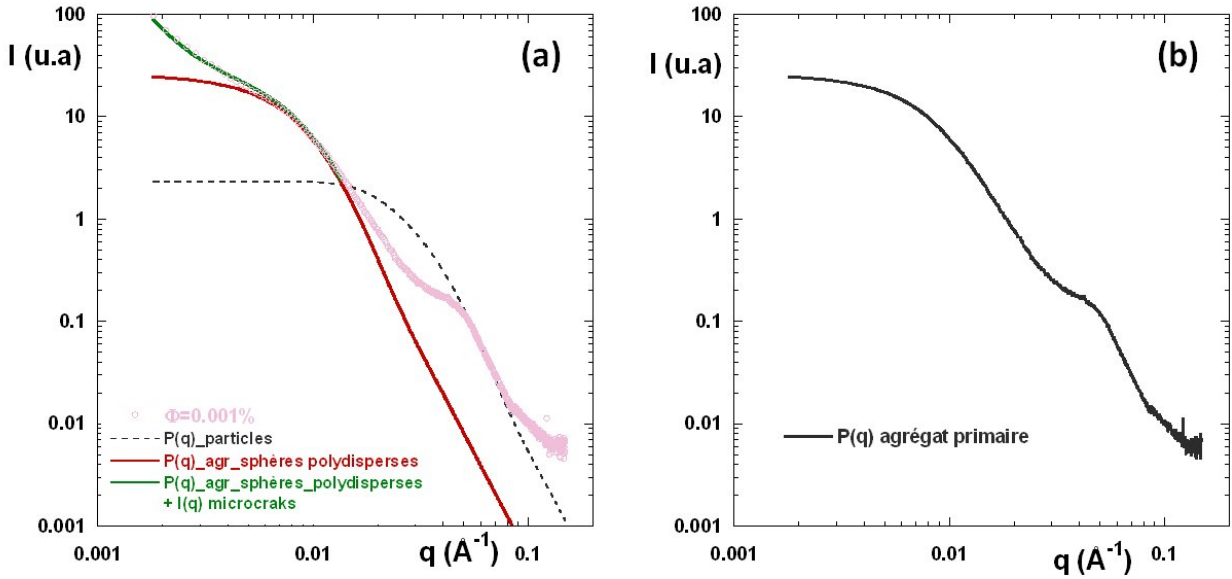 100
I (u.a)
(a)
10
1
0.1
0.01
0.001
Φ=0.001%
P(q)_particles
P(q)_agr_sphères polydisperses
P(q)_agr_sphères_polydisperses
+ I(q) microcraks
0.001
0.01
q (Å⁻¹)
0.1
100
I (u.a)
(b)
10
1
0.1
0.01
0.001
P(q) agrégat primaire
0.001
0.01
q (Å⁻¹)
0.1